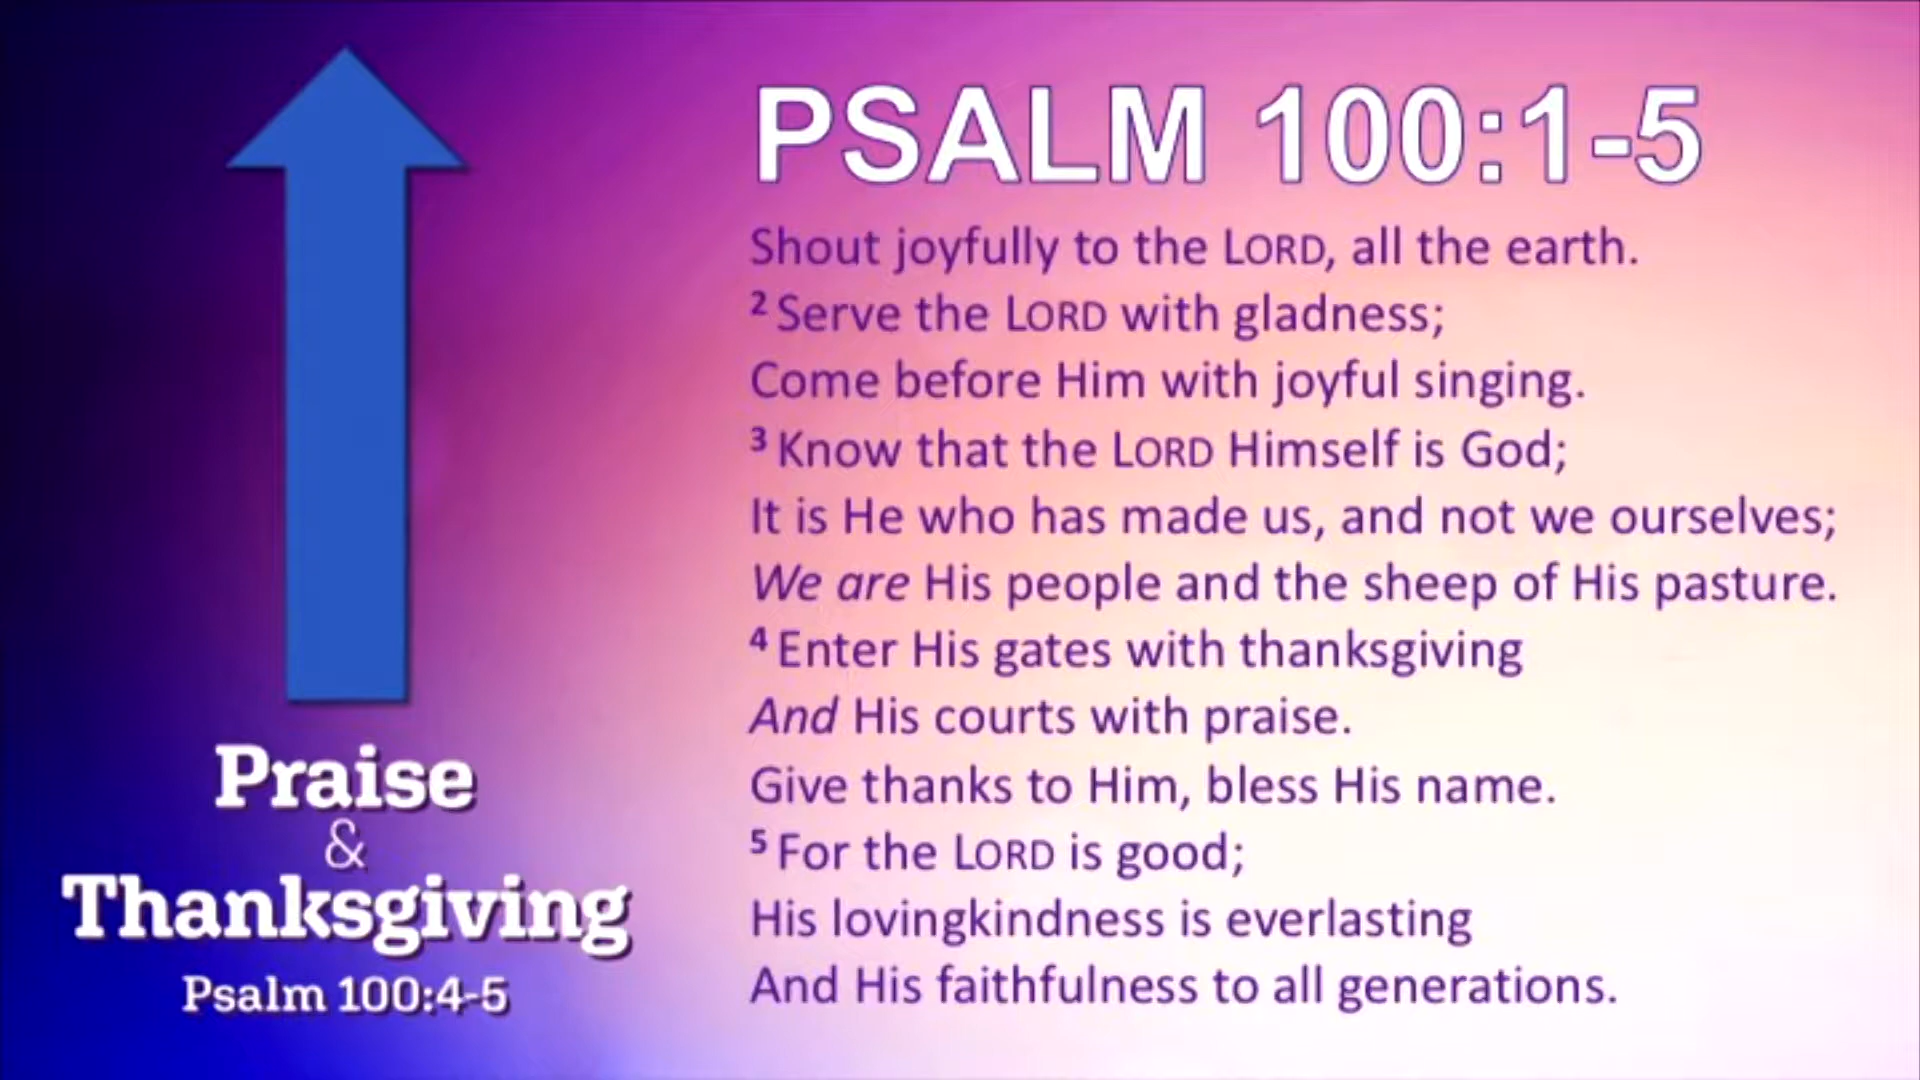 PSALM 100:1-5
Shout joyfully to the LORD, all the earth.
2 Serve the LORD with gladness;
Come before Him with joyful singing.
3 Know that the LORD Himself is God;
It is He who has made us, and not we ourselves;
We are His people and the sheep of His pasture.
4 Enter His gates with thanksgiving
And His courts with praise.
Give thanks to Him, bless His name.
5 For the LORD is good;
His lovingkindness is everlasting
And His faithfulness to all generations.
Praise
&
Thanksgiving
Psalm 100:4-5